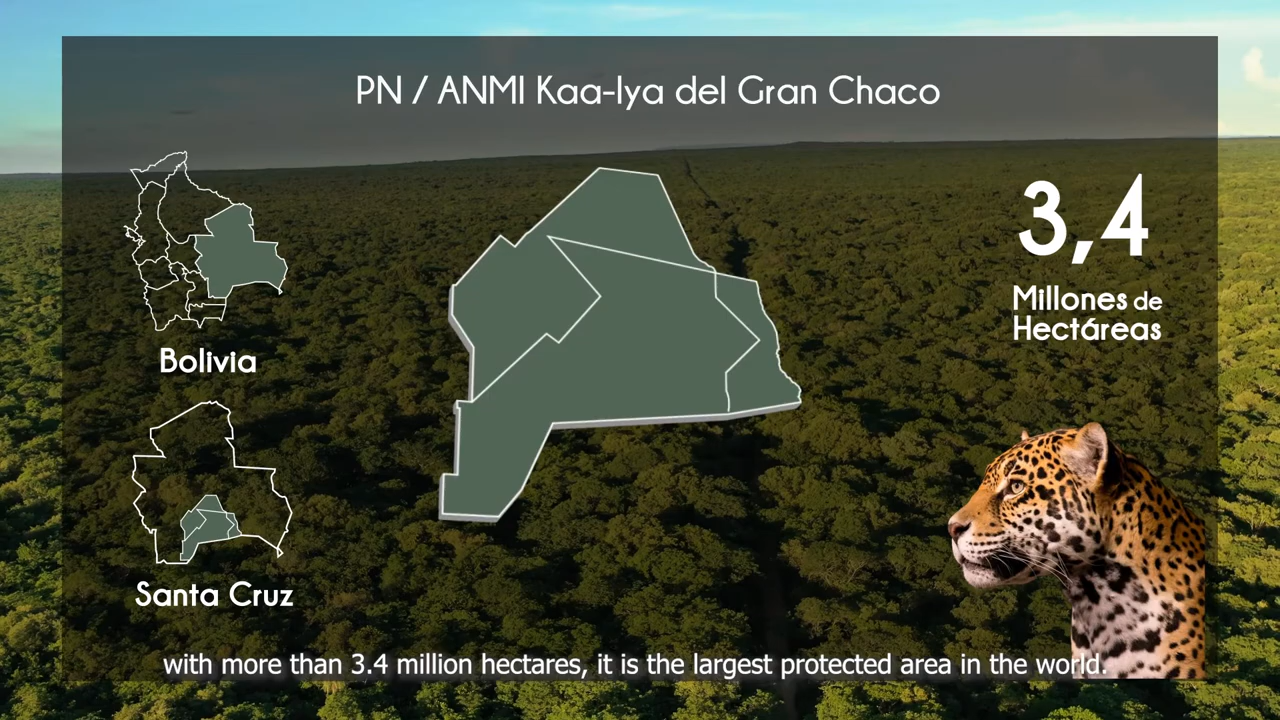 PN / ANMI Kaa-Iya del Gran Chaco
Bolivia
Santa Cruz
3,4
Millones de
Hectáreas
with more than 3.4 million hectares, it is the largest protected area in the world.